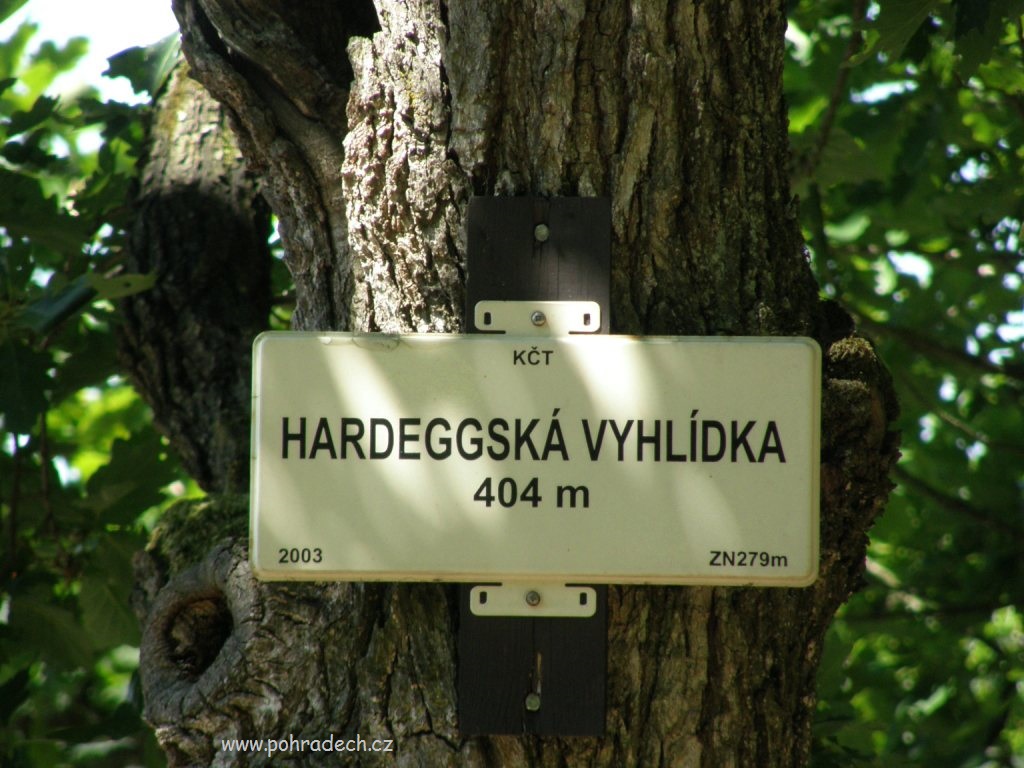 KČT
HARDEGGSKÁ VYHLÍDKA
404 m
2003 ZN279m
www.pohradech.cz